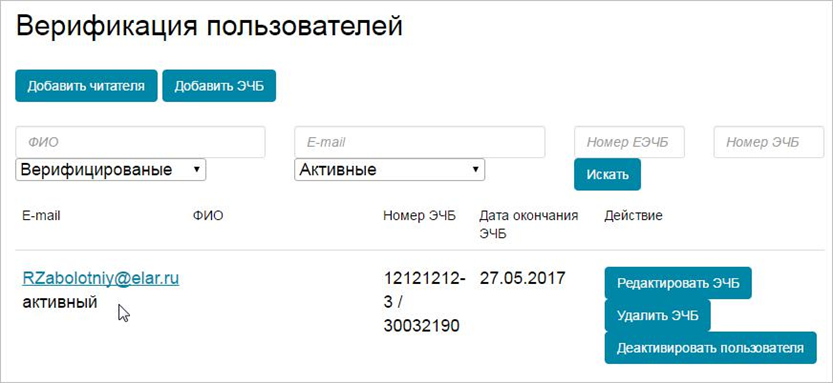 Верификация пользователей
Добавить читателя Добавить ЭЧБ
ФИО E-mail Номер ЕЭЧБ Номер ЭЧБ
Верифицированые Активные Искать
E-mail ФИО Номер ЭЧБ Дата окончания ЭЧБ Действие
RZabolotniy@elar.ru
активный
12121212-
3 /
30032190
27.05.2017
Редактировать ЭЧБ
Удалить ЭЧБ
Деактивировать пользователя